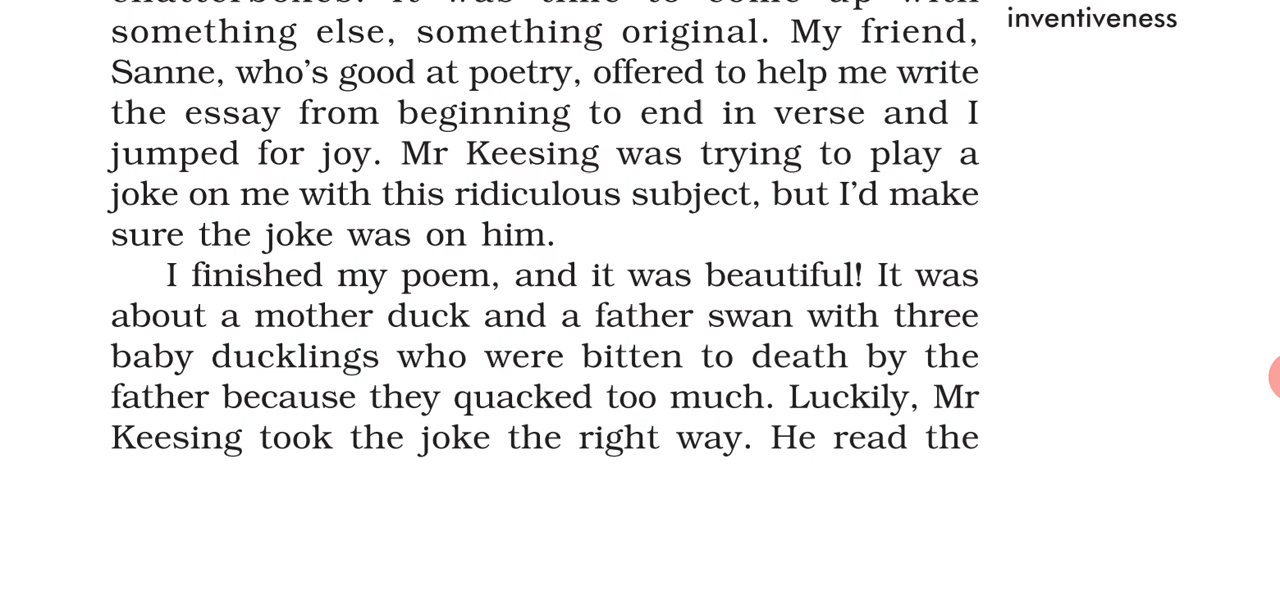 something else, something original. My friend,
inventiveness
Sanne, who's good at poetry, offered to help me write
the essay from beginning to end in verse and I
jumped for joy. Mr Keesing was trying to play a
joke on me with this ridiculous subject, but I'd make
sure the joke was on him.
I finished my poem, and it was beautiful! It was
about a mother duck and a father swan with three
baby ducklings who were bitten to death by the
father because they quacked too much. Luckily, Mr
Keesing took the joke the right way. He read the